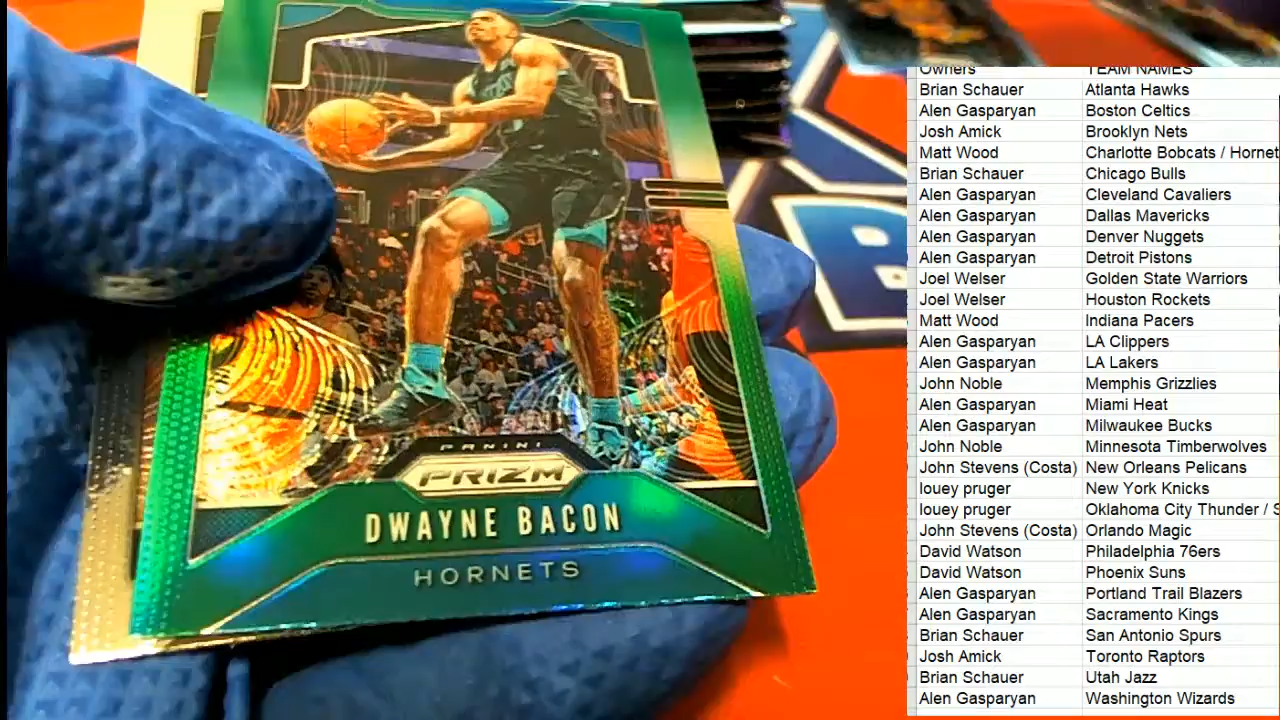 PANINI
PRIZM
DWAYNE BACON
HORNETS
B
Owners TEAM NAMES
Brian Schauer Atlanta Hawks
Alen Gasparyan Boston Celtics
Josh Amick Brooklyn Nets
Matt Wood Charlotte Bobcats / Hornet
Brian Schauer Chicago Bulls
Alen Gasparyan Cleveland Cavaliers
Alen Gasparyan Dallas Mavericks
Alen Gasparyan Denver Nuggets
Alen Gasparyan Detroit Pistons
Joel Welser Golden State Warriors
Joel Welser Houston Rockets
Matt Wood Indiana Pacers
Alen Gasparyan LA Clippers
Alen Gasparyan LA Lakers
John Noble Memphis Grizzlies
Alen Gasparyan Miami Heat
Alen Gasparyan Milwaukee Bucks
John Noble Minnesota Timberwolves
John Stevens (Costa) New Orleans Pelicans
louey pruger New York Knicks
louey pruger Oklahoma City Thunder / S
John Stevens (Costa) Orlando Magic
David Watson Philadelphia 76ers
David Watson Phoenix Suns
Alen Gasparyan Portland Trail Blazers
Alen Gasparyan Sacramento Kings
Brian Schauer San Antonio Spurs
Josh Amick Toronto Raptors
Brian Schauer Utah Jazz
Alen Gasparyan Washington Wizards